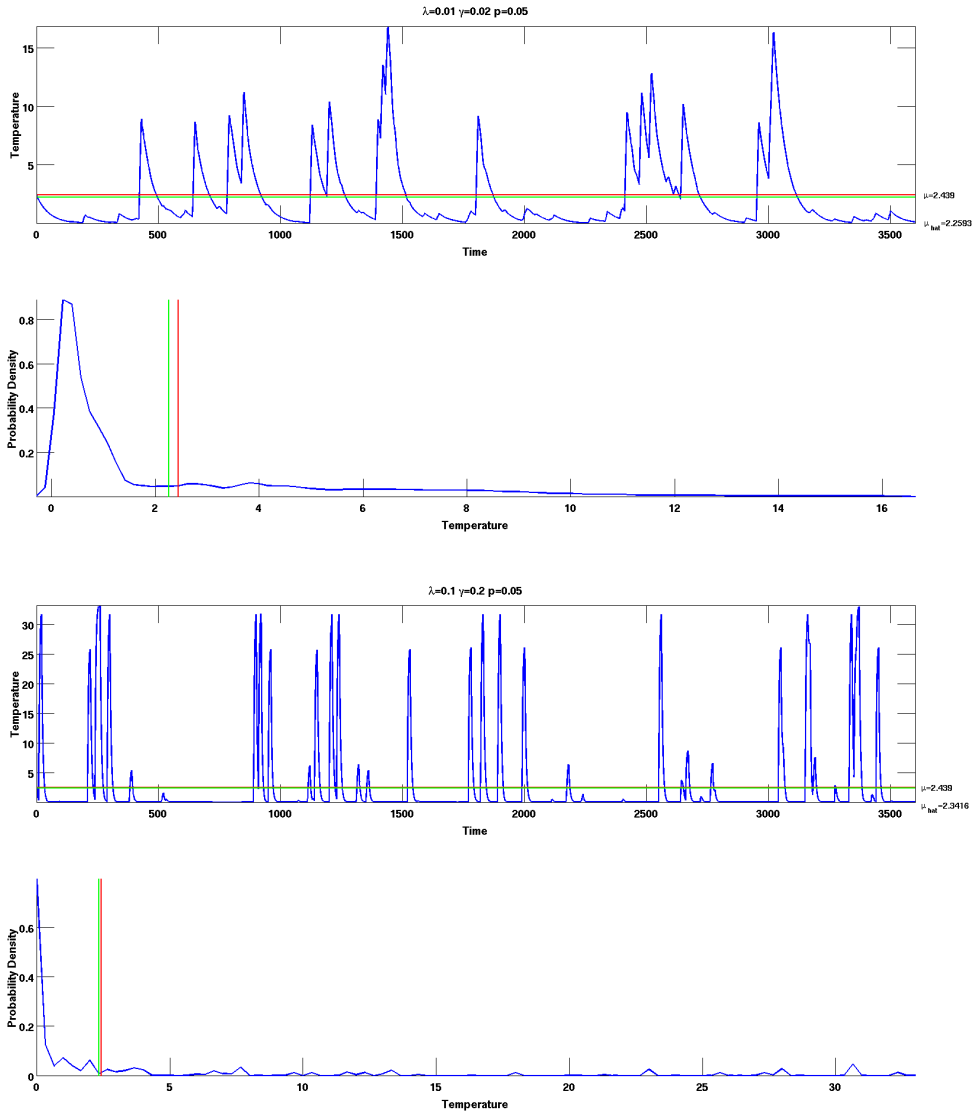 λ=0.01 γ=0.02 p=0.05
Temperature
15
10
5
μ=2.439
μhat=2.2593
0 500 1000 1500 2000 2500 3000 3500
Time
Probability Density
0.8
0.6
0.4
0.2
0 2 4 6 8 10 12 14 16
Temperature
λ=0.1 γ=0.2 p=0.05
Temperature
30
25
20
15
10
5
μ=2.439
μhat=2.3416
0 500 1000 1500 2000 2500 3000 3500
Time
Probability Density
0.6
0.4
0.2
0
0 5 10 15 20 25 30
Temperature